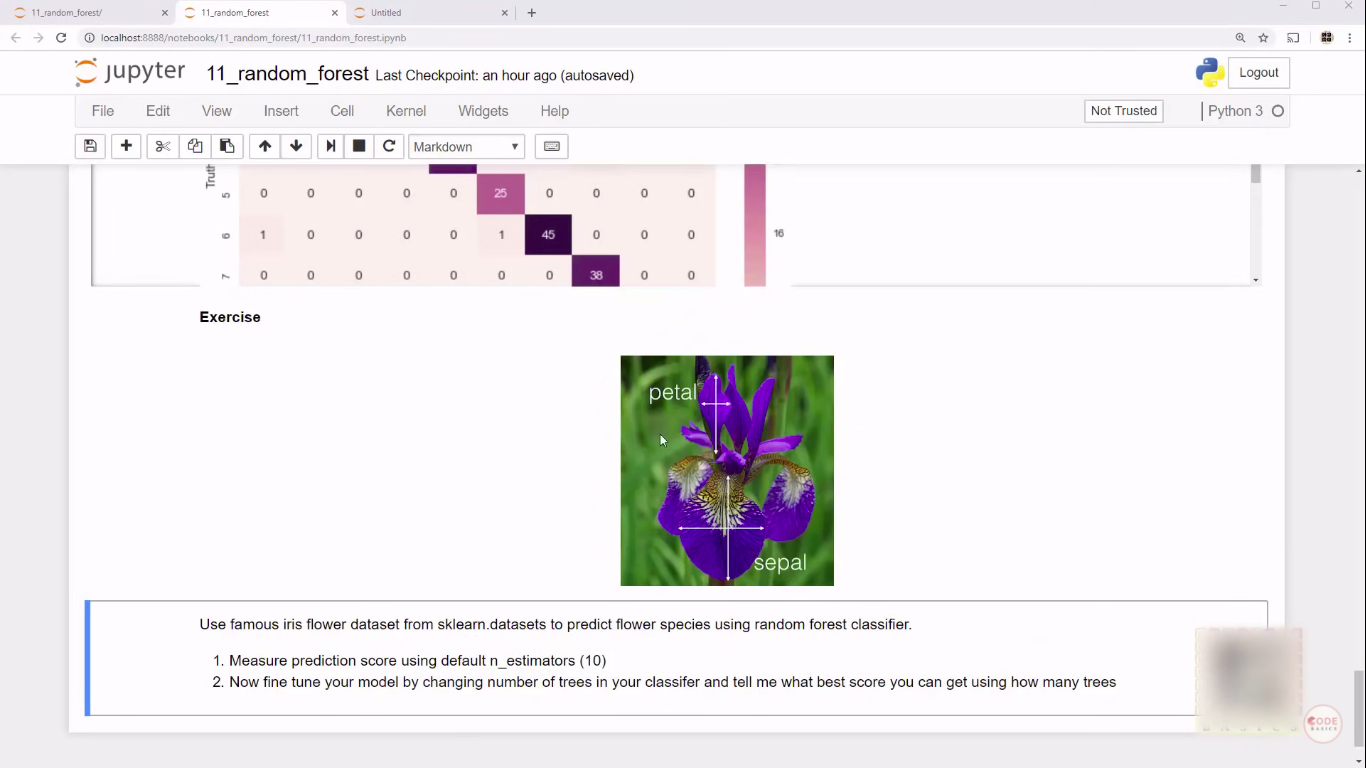 11_random_forest/
11_random_forest
Untitled
localhost:8888/notebooks/11_random_forest/11_random_forest.ipynb
jupyter 11_random_forest Last Checkpoint: an hour ago (autosaved)
Logout
File Edit View Insert Cell Kernel Widgets Help
Not Trusted
Python 3
Markdown
Truth
5 0 0 0 0 0 25 0 0 0 0
6 1 0 0 0 0 1 45 0 0 0
16
7 0 0 0 0 0 0 0 38 0 0
Exercise
petal
sepal
Use famous iris flower dataset from sklearn.datasets to predict flower species using random forest classifier.
1. Measure prediction score using default n_estimators (10)
2. Now fine tune your model by changing number of trees in your classifer and tell me what best score you can get using how many trees
CODE
BASICS